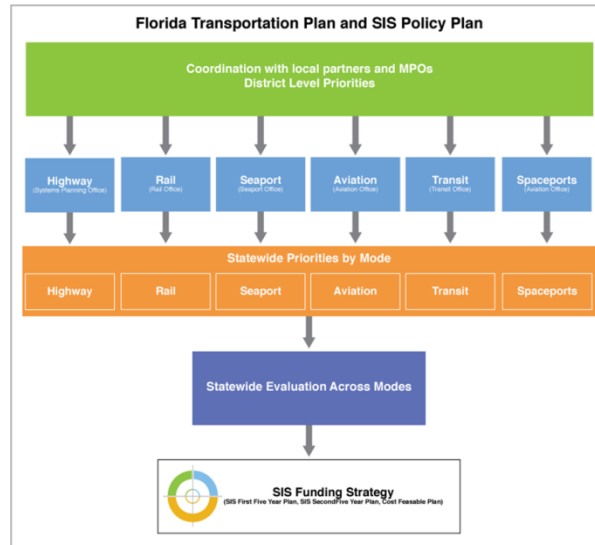 Florida Transportation Plan and SIS Policy Plan
Coordination with local partners and MPOs
District Level Priorities
Highway
(Systems Planning Office)
Rail
(Rail Office)
Seaport
(Seaport Office)
Aviation
(Aviation Office)
Transit
(Transit Office)
Spaceports
(Aviation Office)
Statewide Priorities by Mode
Highway
Rail
Seaport
Aviation
Transit
Spaceports
Statewide Evaluation Across Modes
SIS Funding Strategy
(SIS First Five Year Plan, SIS SecondFive Year Plan, Cost Feasable Plan)